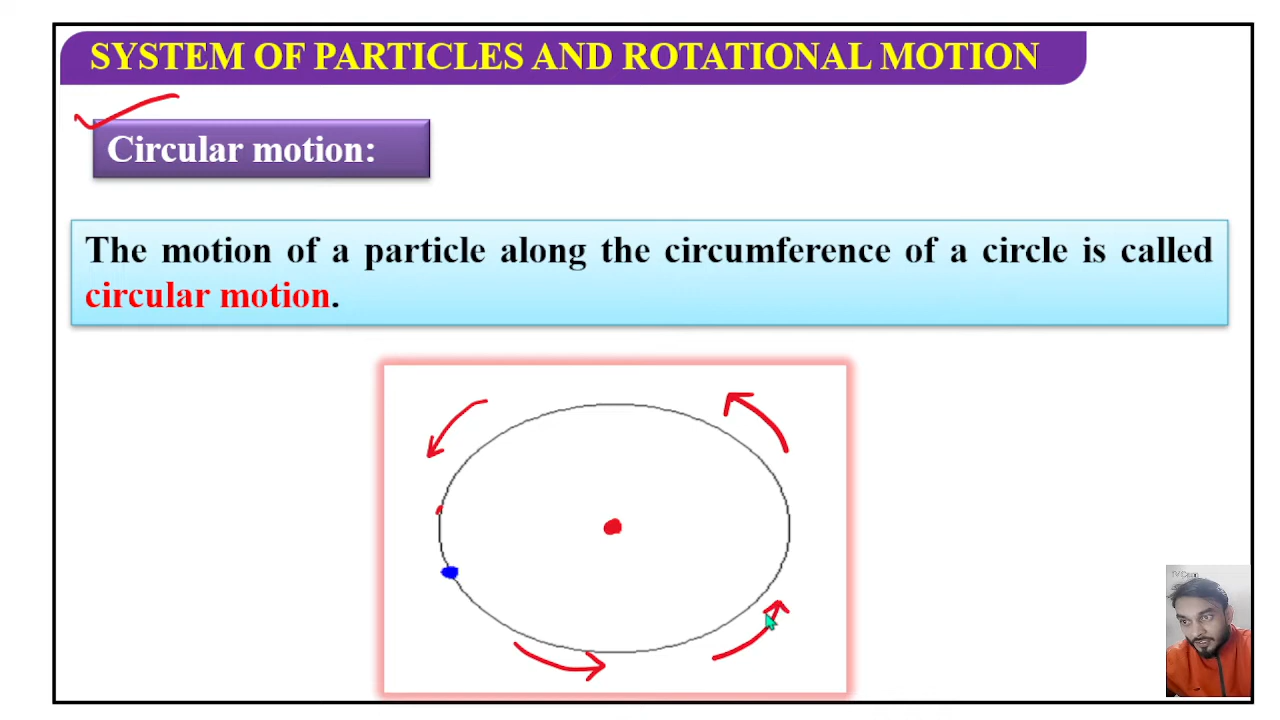 SYSTEM OF PARTICLES AND ROTATIONAL MOTION
Circular motion:
The motion of a particle along the circumference of a circle is called
circular motion.